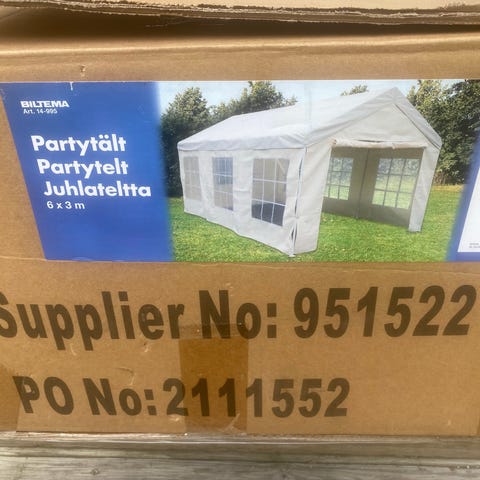 BILTEMA
Art. 14-995
Partytält
Partytelt
Juhlateltta
6 x 3 m
Supplier No: 951522
PO No: 2111552